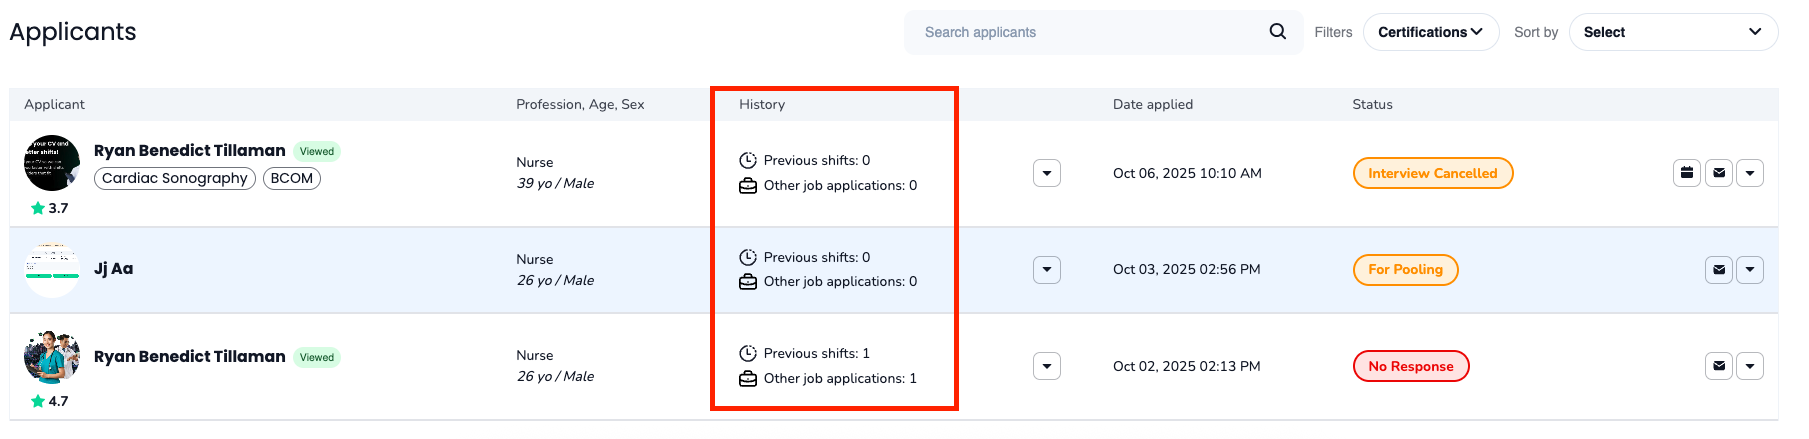 Applicants
Search applicants
Filters
Certifications
Sort by
Select
Applicant
Profession, Age, Sex
History
Date applied
Status
Ryan Benedict Tillaman
Viewed
Cardiac Sonography
BCOM
3.7
Nurse
39 yo / Male
Previous shifts: 0
Other job applications: 0
Oct 06, 2025 10:10 AM
Interview Cancelled
Jj Aa
Nurse
26 yo / Male
Previous shifts: 0
Other job applications: 0
Oct 03, 2025 02:56 PM
For Pooling
Ryan Benedict Tillaman
Viewed
4.7
Nurse
26 yo / Male
Previous shifts: 1
Other job applications: 1
Oct 02, 2025 02:13 PM
No Response